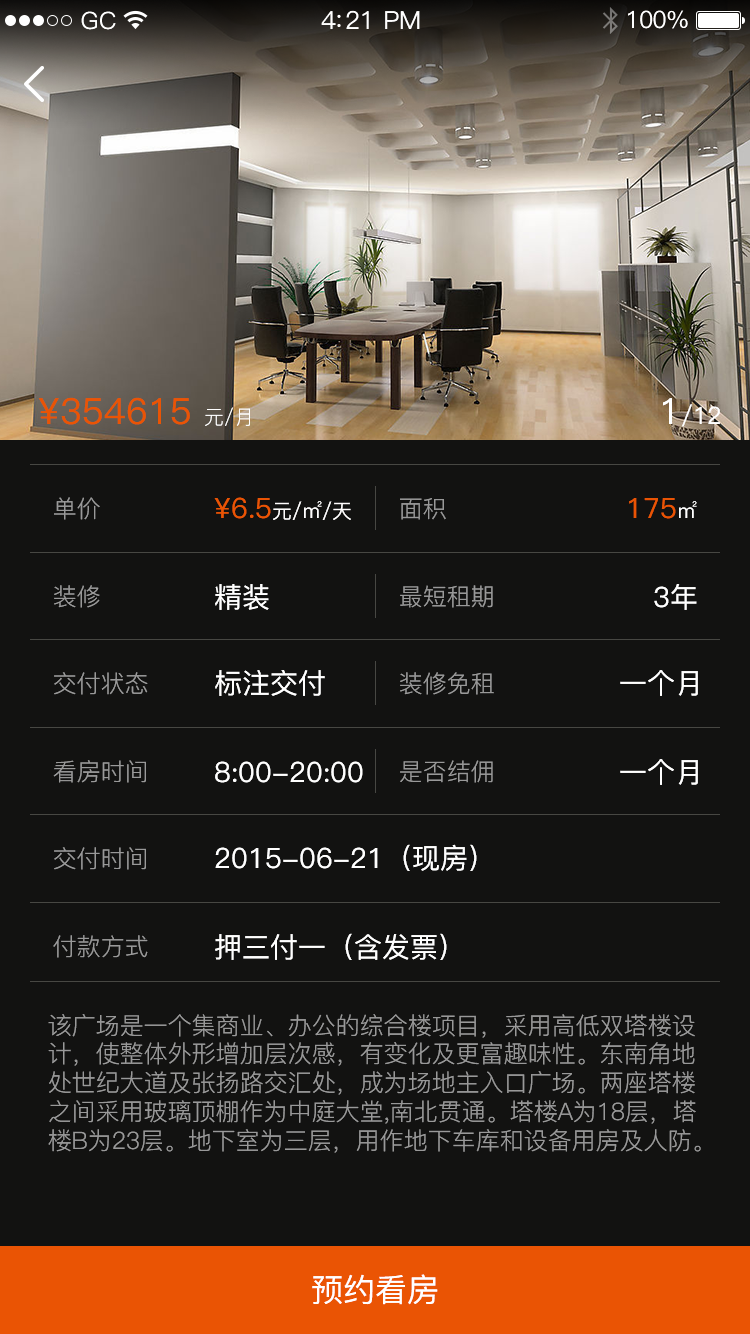 GC 4:21 PM 100%
¥354615 元/月 1/12
单价 ¥6.5元/㎡/天 面积 175㎡
装修 精装 最短租期 3年
交付状态 标注交付 装修免租 一个月
看房时间 8:00-20:00 是否结佣 一个月
交付时间 2015-06-21（现房）
付款方式 押三付一（含发票）
该广场是一个集商业、办公的综合楼项目，采用高低双塔楼设
计，使整体外形增加层次感，有变化及更富趣味性。东南角地
处世纪大道及张扬路交汇处，成为场地主入口广场。两座塔楼
之间采用玻璃顶棚作为中庭大堂,南北贯通。塔楼A为18层，塔
楼B为23层。地下室为三层，用作地下车库和设备用房及人防。
预约看房